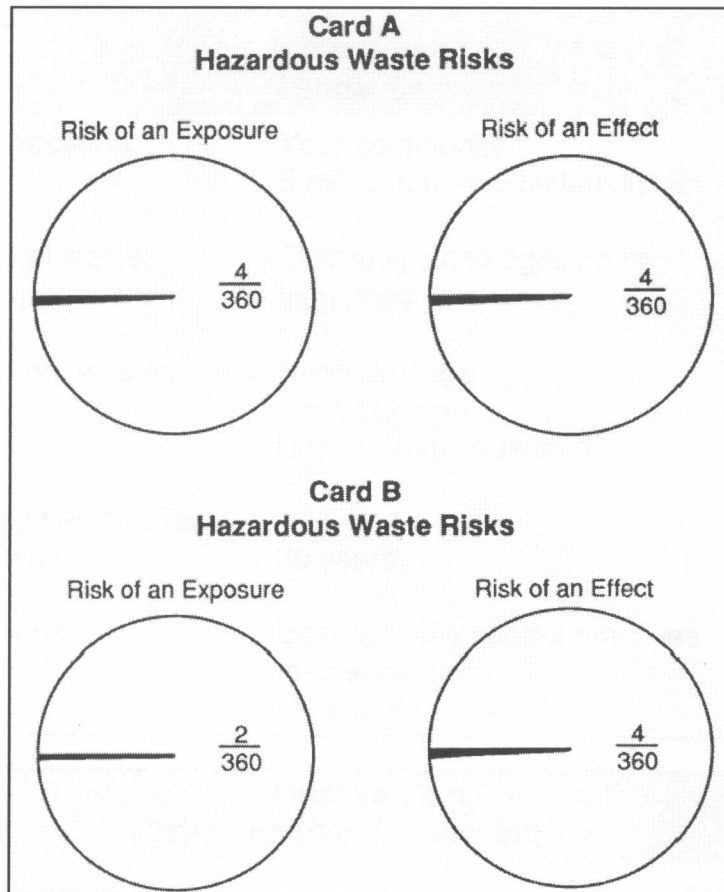 Card A
Hazardous Waste Risks
Risk of an Exposure
Risk of an Effect
4
360
4
360
Card B
Hazardous Waste Risks
Risk of an Exposure
Risk of an Effect
2
360
4
360